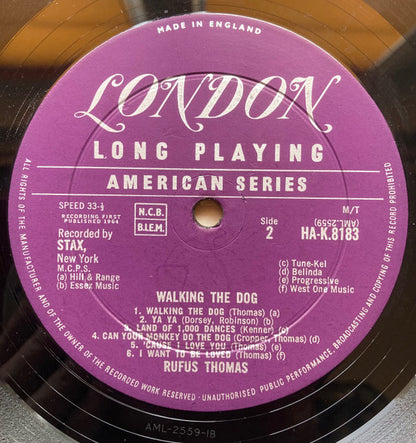 MADE IN ENGLAND
LONDON
LONG PLAYING
AMERICAN SERIES
SPEED 33-⅓
RECORDING FIRST
PUBLISHED 1964
Recorded by
STAX,
New York
M.C.P.S.
(a) Hill & Range
(b) Essex Music
N.C.B.
B.I.E.M.
Side
2
M/T
(AML.2559)
HA-K.8183
(c) Tune-Kel
(d) Belinda
(e) Progressive
(f) West One Music
WALKING THE DOG
1. WALKING THE DOG (Thomas) (a)
2. YA YA (Dorsey, Robinson) (b)
3. LAND OF 1,000 DANCES (Kenner) (c)
4. CAN YOUR MONKEY DO THE DOG (Cropper, Thomas) (d)
5. 'CAUSE I LOVE YOU (Thomas) (e)
6. I WANT TO BE LOVED (Thomas) (f)
RUFUS THOMAS
ALL RIGHTS OF THE MANUFACTURER AND OF THE OWNER OF THE RECORDED WORK RESERVED · UNAUTHORISED PUBLIC PERFORMANCE, BROADCASTING AND COPYING OF THIS RECORD PROHIBITED
AML-2559-1B